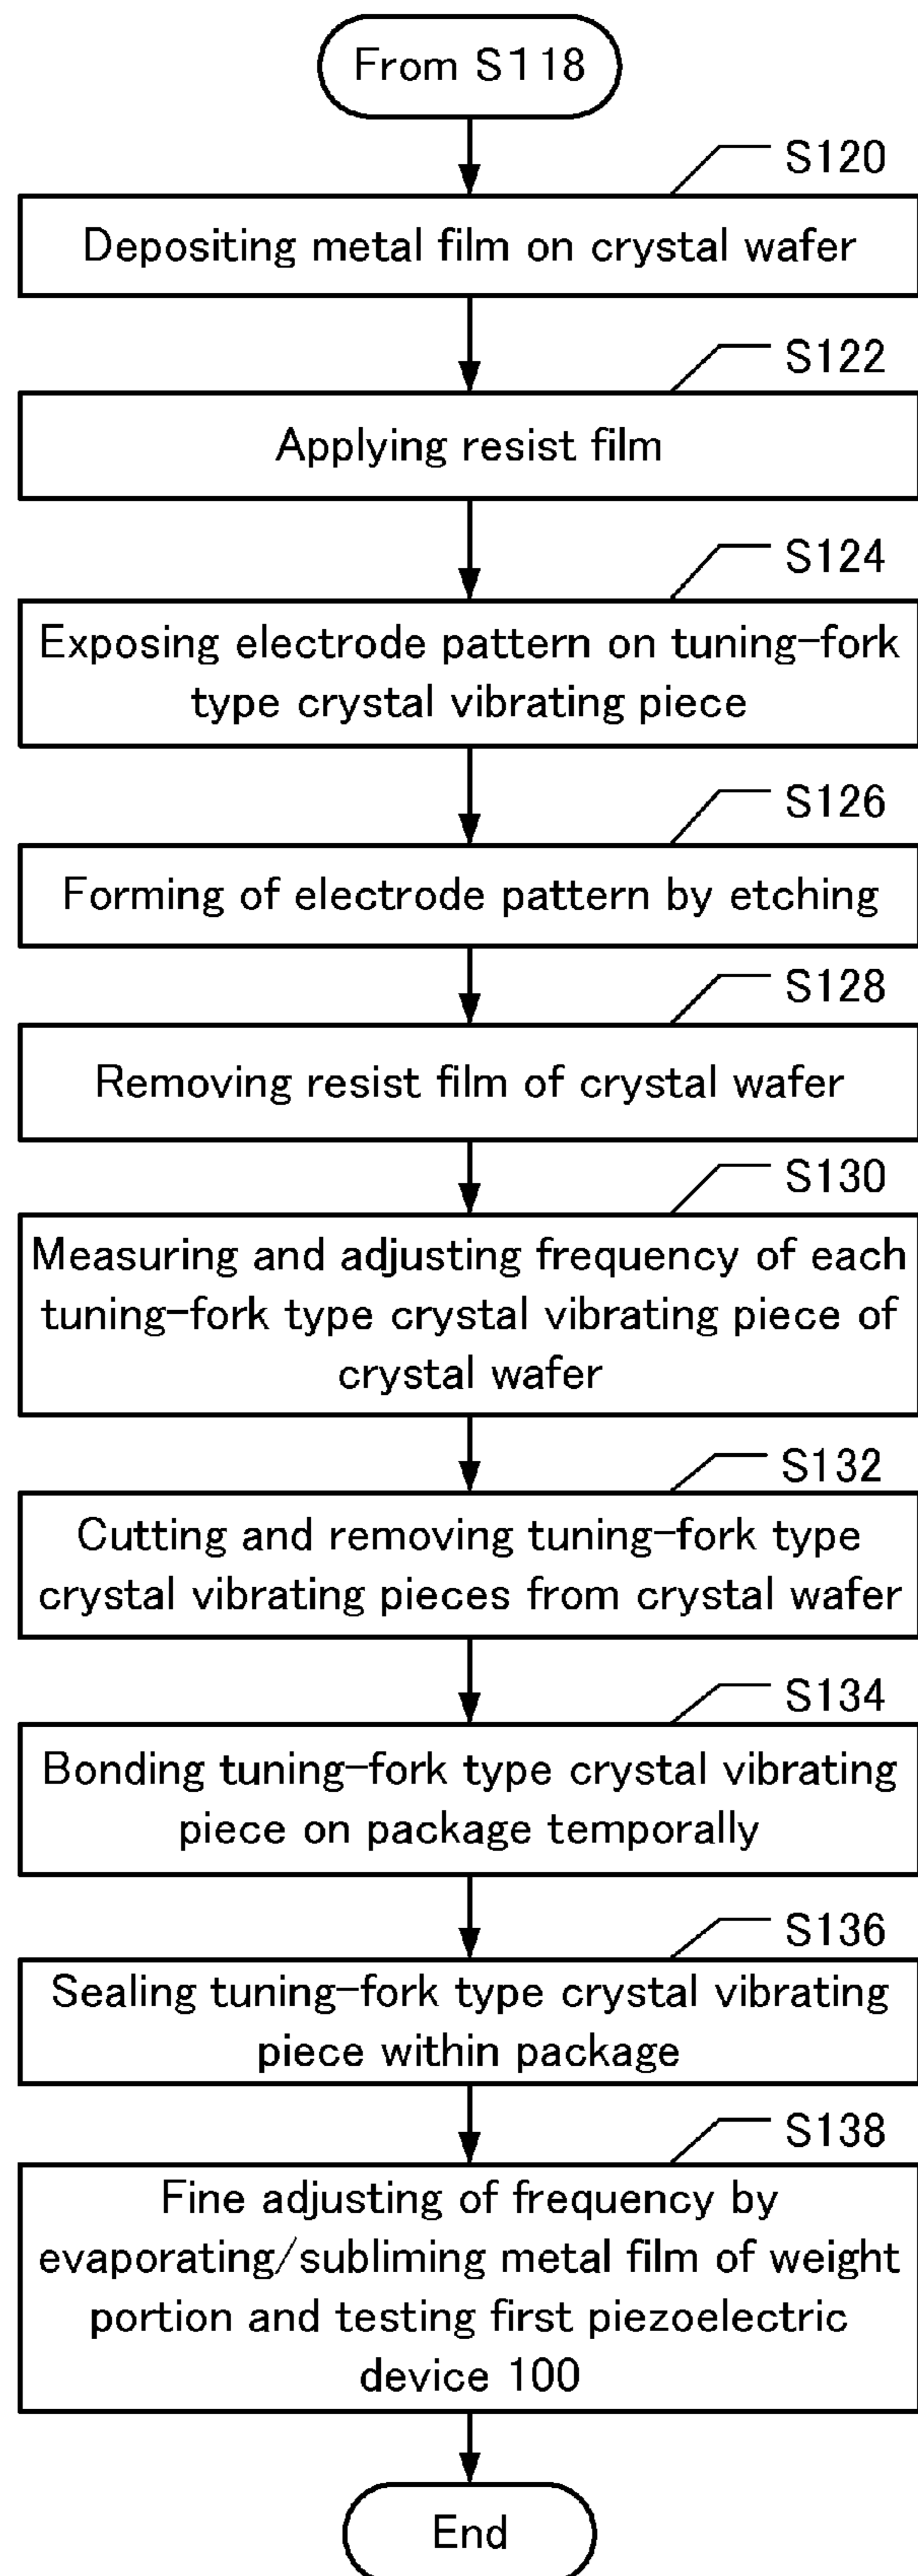 From S118
S120
Depositing metal film on crystal wafer
S122
Applying resist film
S124
Exposing electrode pattern on tuning-fork
type crystal vibrating piece
S126
Forming of electrode pattern by etching
S128
Removing resist film of crystal wafer
S130
Measuring and adjusting frequency of each
tuning-fork type crystal vibrating piece of
crystal wafer
S132
Cutting and removing tuning-fork type
crystal vibrating pieces from crystal wafer
S134
Bonding tuning-fork type crystal vibrating
piece on package temporally
S136
Sealing tuning-fork type crystal vibrating
piece within package
S138
Fine adjusting of frequency by
evaporating/subliming metal film of weight
portion and testing first piezoelectric
device 100
End